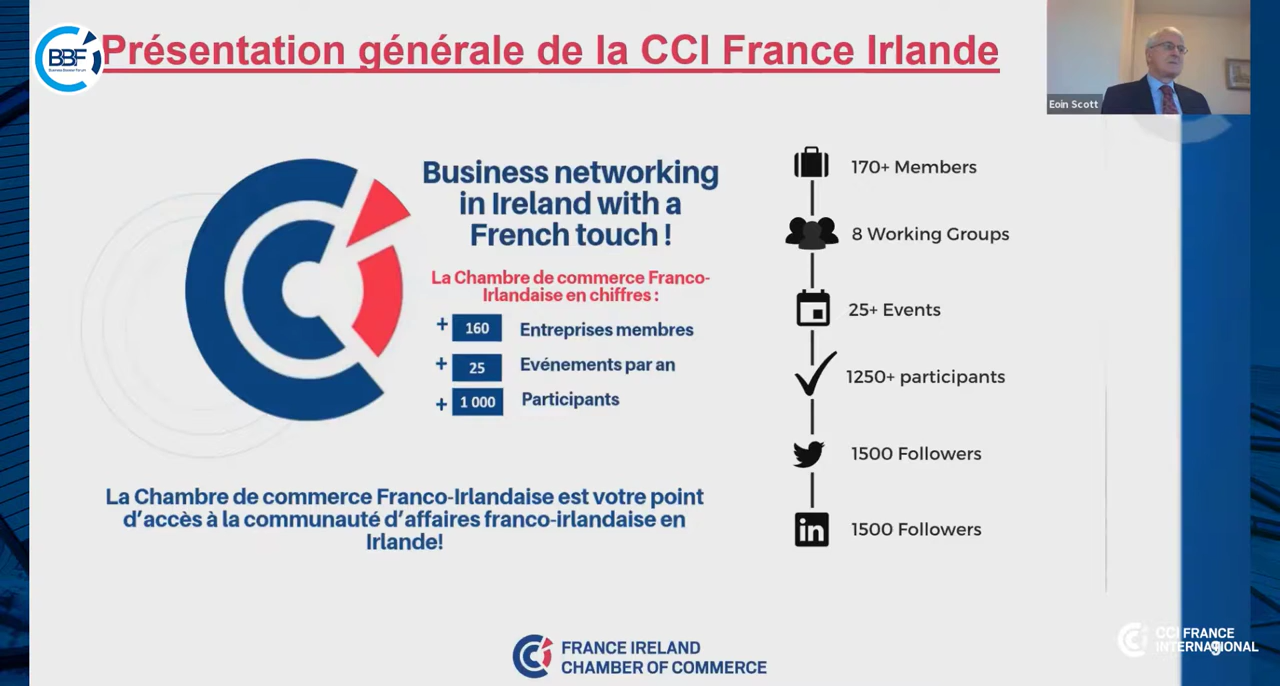 BBF
Présentation générale de la CCI France Irlande
Eoin Scott
Business networking
in Ireland with a
French touch !
La Chambre de commerce Franco-
Irlandaise en chiffres :
+ 160 Entreprises membres
+ 25 Evénements par an
+ 1 000 Participants
La Chambre de commerce Franco-Irlandaise est votre point
d’accès à la communauté d’affaires franco-irlandaise en
Irlande!
170+ Members
8 Working Groups
25+ Events
1250+ participants
1500 Followers
in
1500 Followers
FRANCE IRELAND
CHAMBER OF COMMERCE
CCI FRANCE
INTERNATIONAL
9